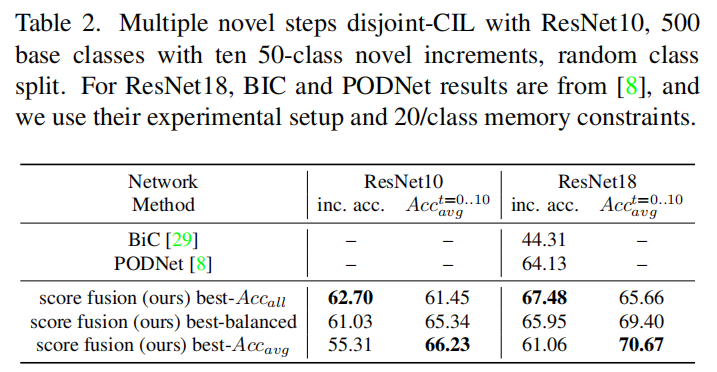 Table 2. Multiple novel steps disjoint-CIL with ResNet10, 500
base classes with ten 50-class novel increments, random class
split. For ResNet18, BIC and PODNet results are from [8], and
we use their experimental setup and 20/class memory constraints.
Network ResNet10 ResNet18
Method inc. acc. Acc_{avg}^{t=0..10} inc. acc. Acc_{avg}^{t=0..10}
BiC [29] – – 44.31 –
PODNet [8] – – 64.13 –
score fusion (ours) best-Acc_{all} 62.70 61.45 67.48 65.66
score fusion (ours) best-balanced 61.03 65.34 65.95 69.40
score fusion (ours) best-Acc_{avg} 55.31 66.23 61.06 70.67